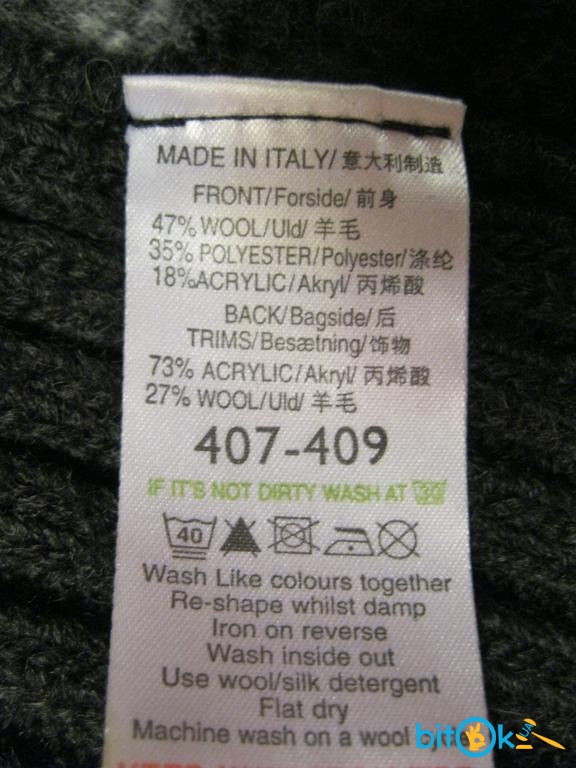 MADE IN ITALY/ 意大利制造
FRONT/Forside/ 前身
47% WOOL/Uld/ 羊毛
35% POLYESTER/Polyester/涤纶
18%ACRYLIC/Akryl/ 丙烯酸
BACK/Bagside/后
TRIMS/Besætning/饰物
73% ACRYLIC/Akryl/ 丙烯酸
27% WOOL/Uld/ 羊毛
407-409
IF IT'S NOT DIRTY WASH AT 30
40
Wash Like colours together
Re-shape whilst damp
Iron on reverse
Wash inside out
Use wool/silk detergent
Flat dry
Machine wash on a wool
bitOk UA